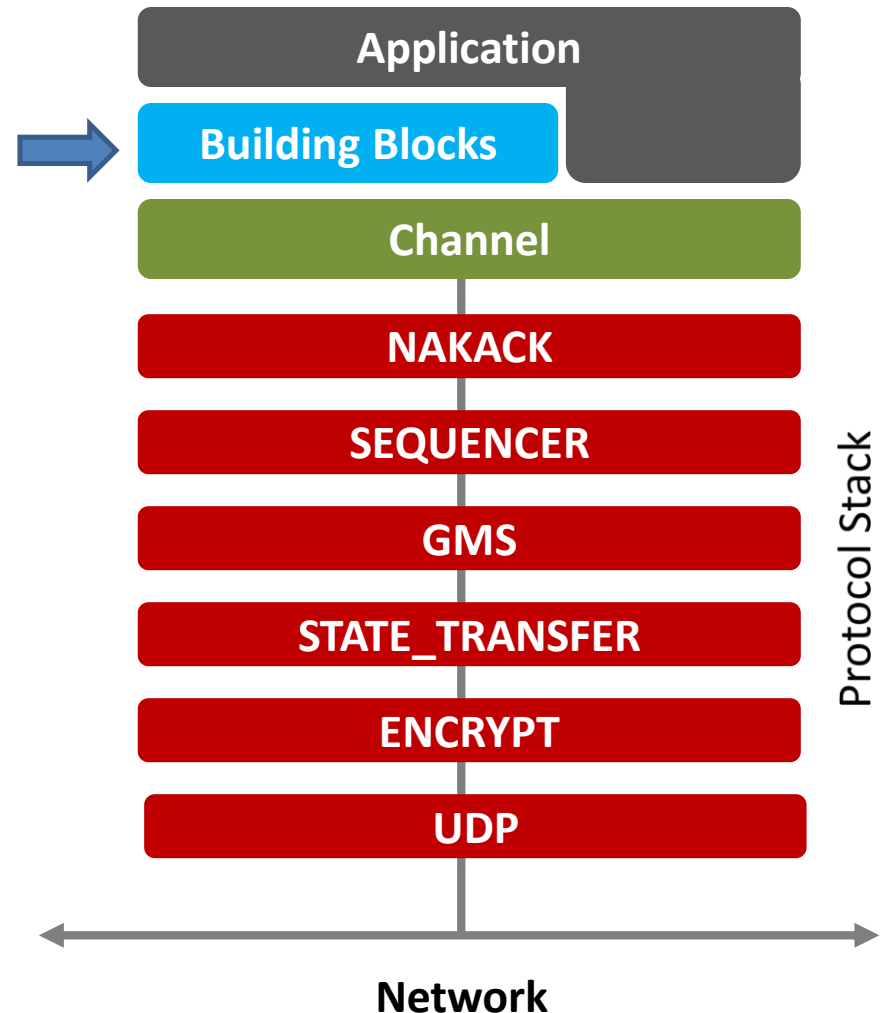 Application
Building Blocks
Channel
NAKACK
SEQUENCER
GMS
STATE_TRANSFER
ENCRYPT
UDP
Protocol Stack
Network